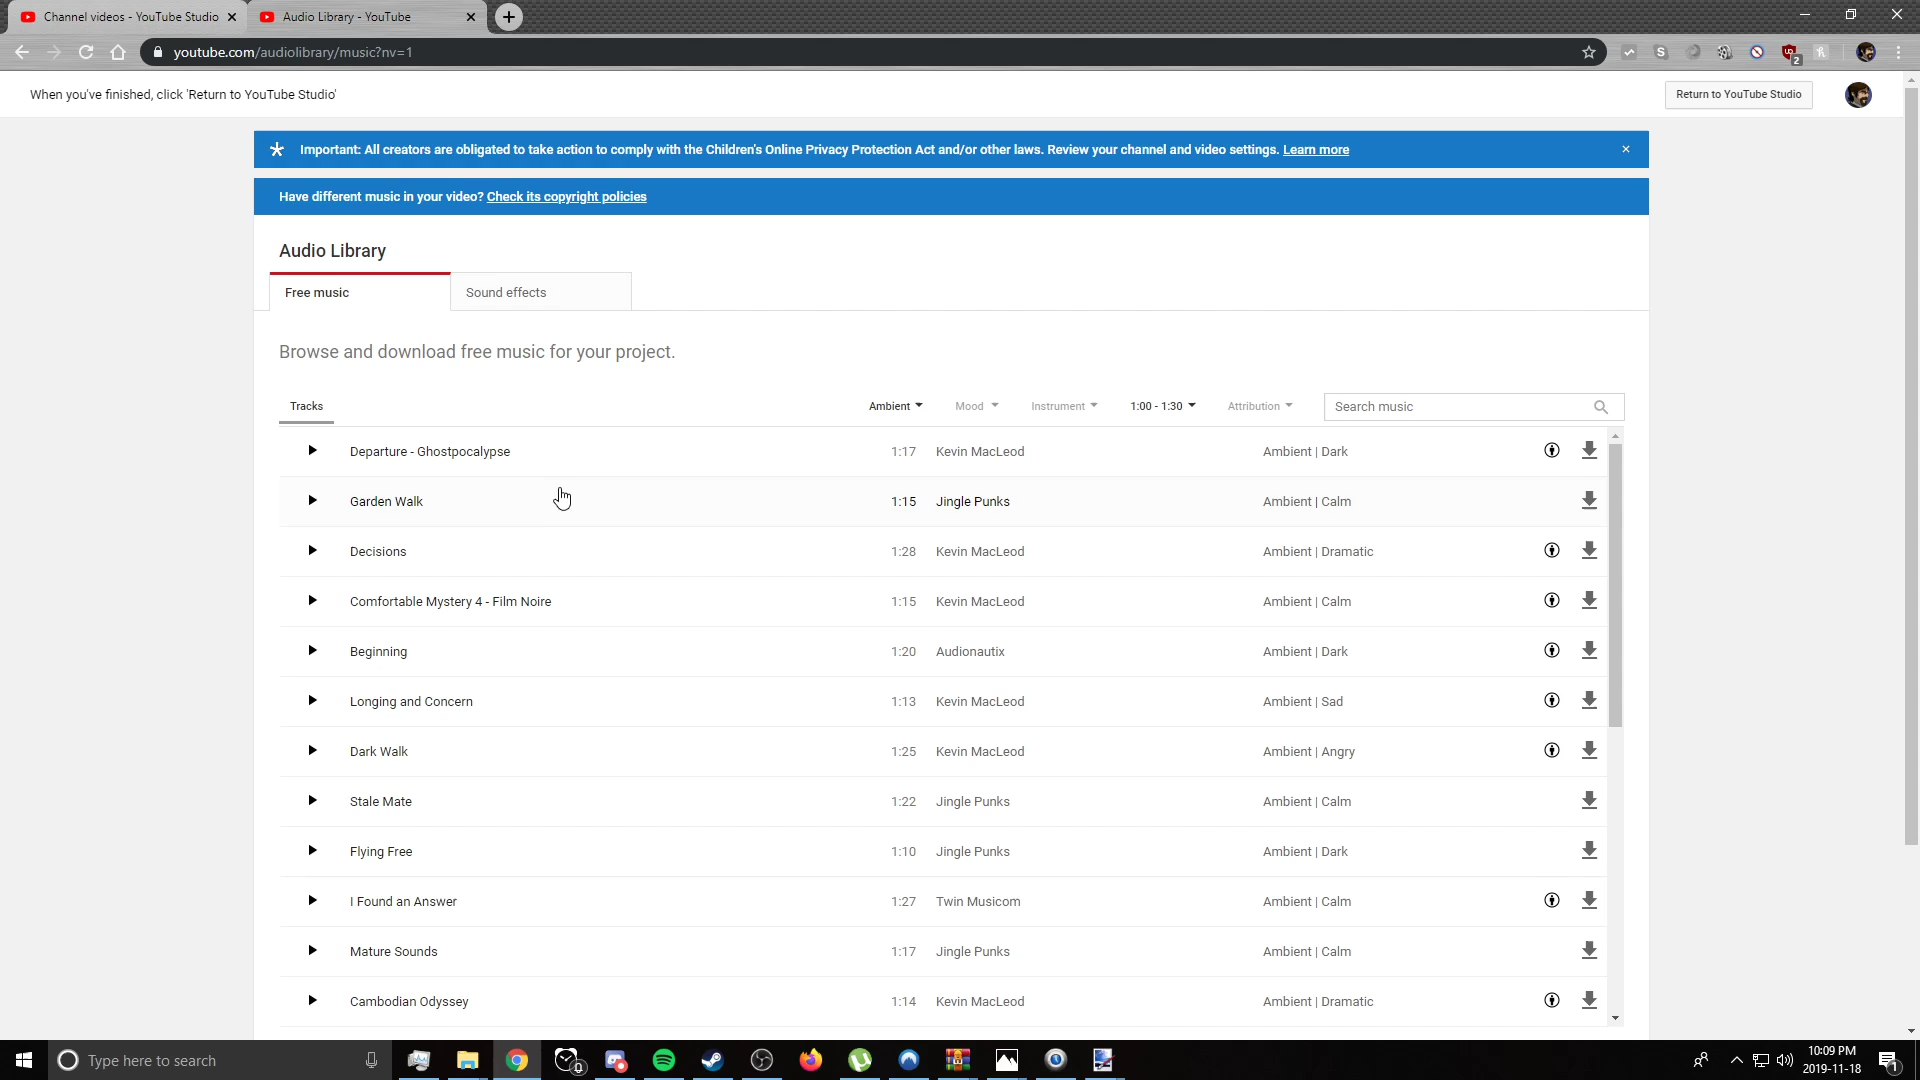 Channel videos - YouTube Studio
Audio Library - YouTube
youtube.com/audiolibrary/music?nv=1
When you've finished, click 'Return to YouTube Studio'
Return to YouTube Studio
Important: All creators are obligated to take action to comply with the Children's Online Privacy Protection Act and/or other laws. Review your channel and video settings. Learn more
Have different music in your video? Check its copyright policies
Audio Library
Free music
Sound effects
Browse and download free music for your project.
Tracks Ambient Mood Instrument 1:00 - 1:30 Attribution Search music
Departure - Ghostpocalypse 1:17 Kevin MacLeod Ambient | Dark
Garden Walk 1:15 Jingle Punks Ambient | Calm
Decisions 1:28 Kevin MacLeod Ambient | Dramatic
Comfortable Mystery 4 - Film Noire 1:15 Kevin MacLeod Ambient | Calm
Beginning 1:20 Audionautix Ambient | Dark
Longing and Concern 1:13 Kevin MacLeod Ambient | Sad
Dark Walk 1:25 Kevin MacLeod Ambient | Angry
Stale Mate 1:22 Jingle Punks Ambient | Calm
Flying Free 1:10 Jingle Punks Ambient | Dark
I Found an Answer 1:27 Twin Musicom Ambient | Calm
Mature Sounds 1:17 Jingle Punks Ambient | Calm
Cambodian Odyssey 1:14 Kevin MacLeod Ambient | Dramatic
Type here to search
10:09 PM
2019-11-18